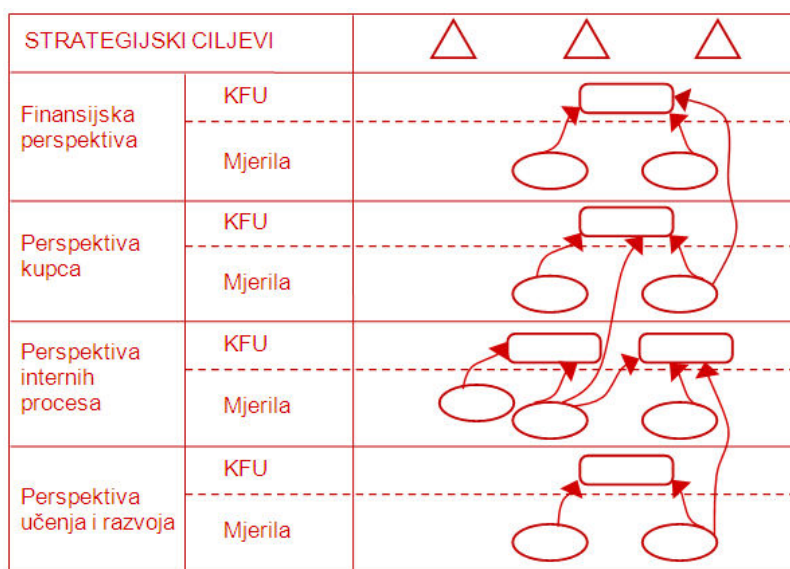 STRATEGIJSKI CILJEVI
Finansijska
perspektiva
KFU
Mjerila
Perspektiva
kupca
KFU
Mjerila
Perspektiva
internih
procesa
KFU
Mjerila
Perspektiva
učenja i razvoja
KFU
Mjerila